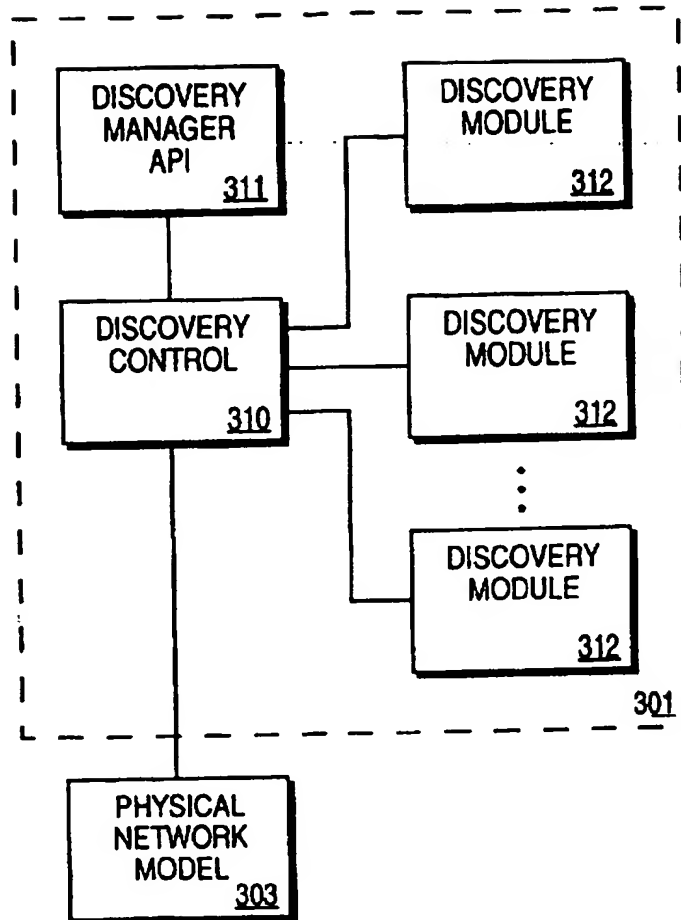 DISCOVERY
MANAGER
API
311
DISCOVERY
MODULE
312
DISCOVERY
CONTROL
310
DISCOVERY
MODULE
312
DISCOVERY
MODULE
312
301
PHYSICAL
NETWORK
MODEL
303